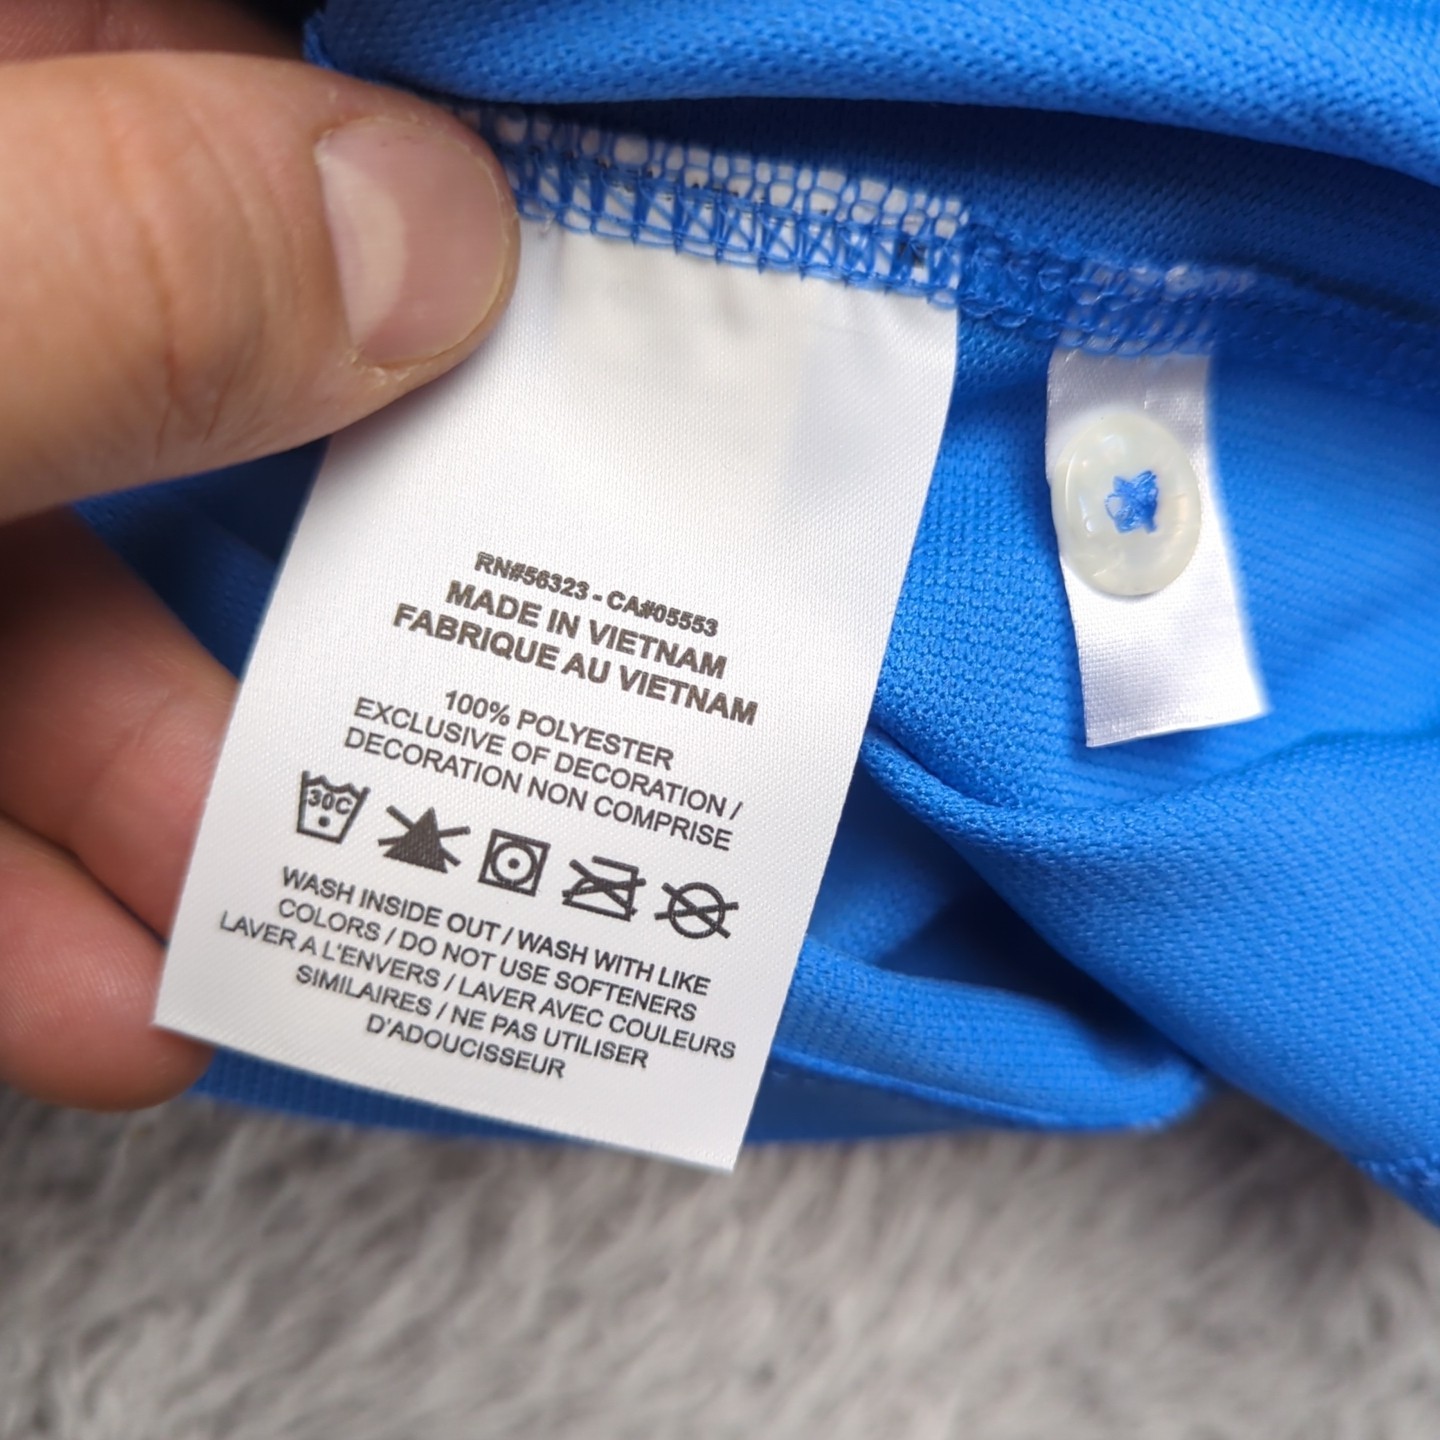 RN#56323 - CA#05553
MADE IN VIETNAM
FABRIQUE AU VIETNAM
100% POLYESTER
EXCLUSIVE OF DECORATION /
DECORATION NON COMPRISE
30C
WASH INSIDE OUT / WASH WITH LIKE
COLORS / DO NOT USE SOFTENERS
LAVER A L'ENVERS / LAVER AVEC COULEURS
SIMILAIRES / NE PAS UTILISER
D'ADOUCISSEUR